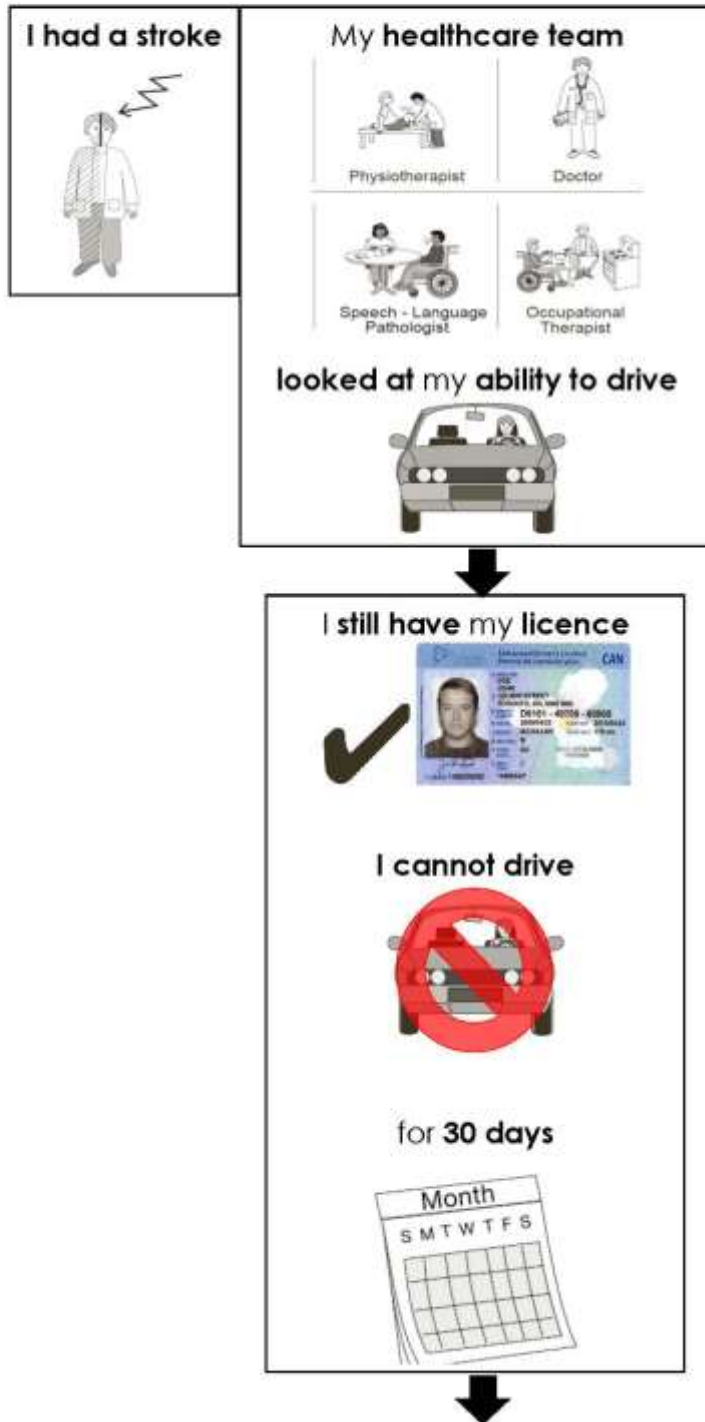 I had a stroke
My healthcare team
Physiotherapist
Doctor
Speech - Language
Pathologist
Occupational
Therapist
looked at my ability to drive
I still have my licence
CAN
I cannot drive
for 30 days
Month
S M T W T F S